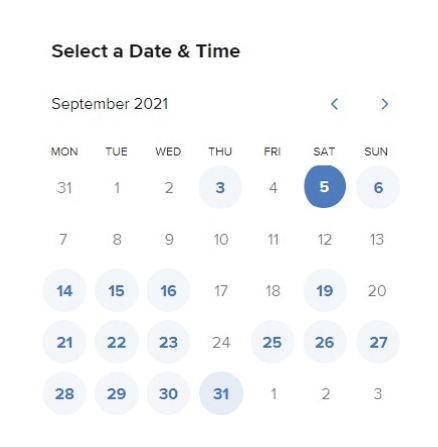 Select a Date & Time
September 2021 < >
MON TUE WED THU FRI SAT SUN
31 1 2 3 4 5 6
7 8 9 10 11 12 13
14 15 16 17 18 19 20
21 22 23 24 25 26 27
28 29 30 31 1 2 3